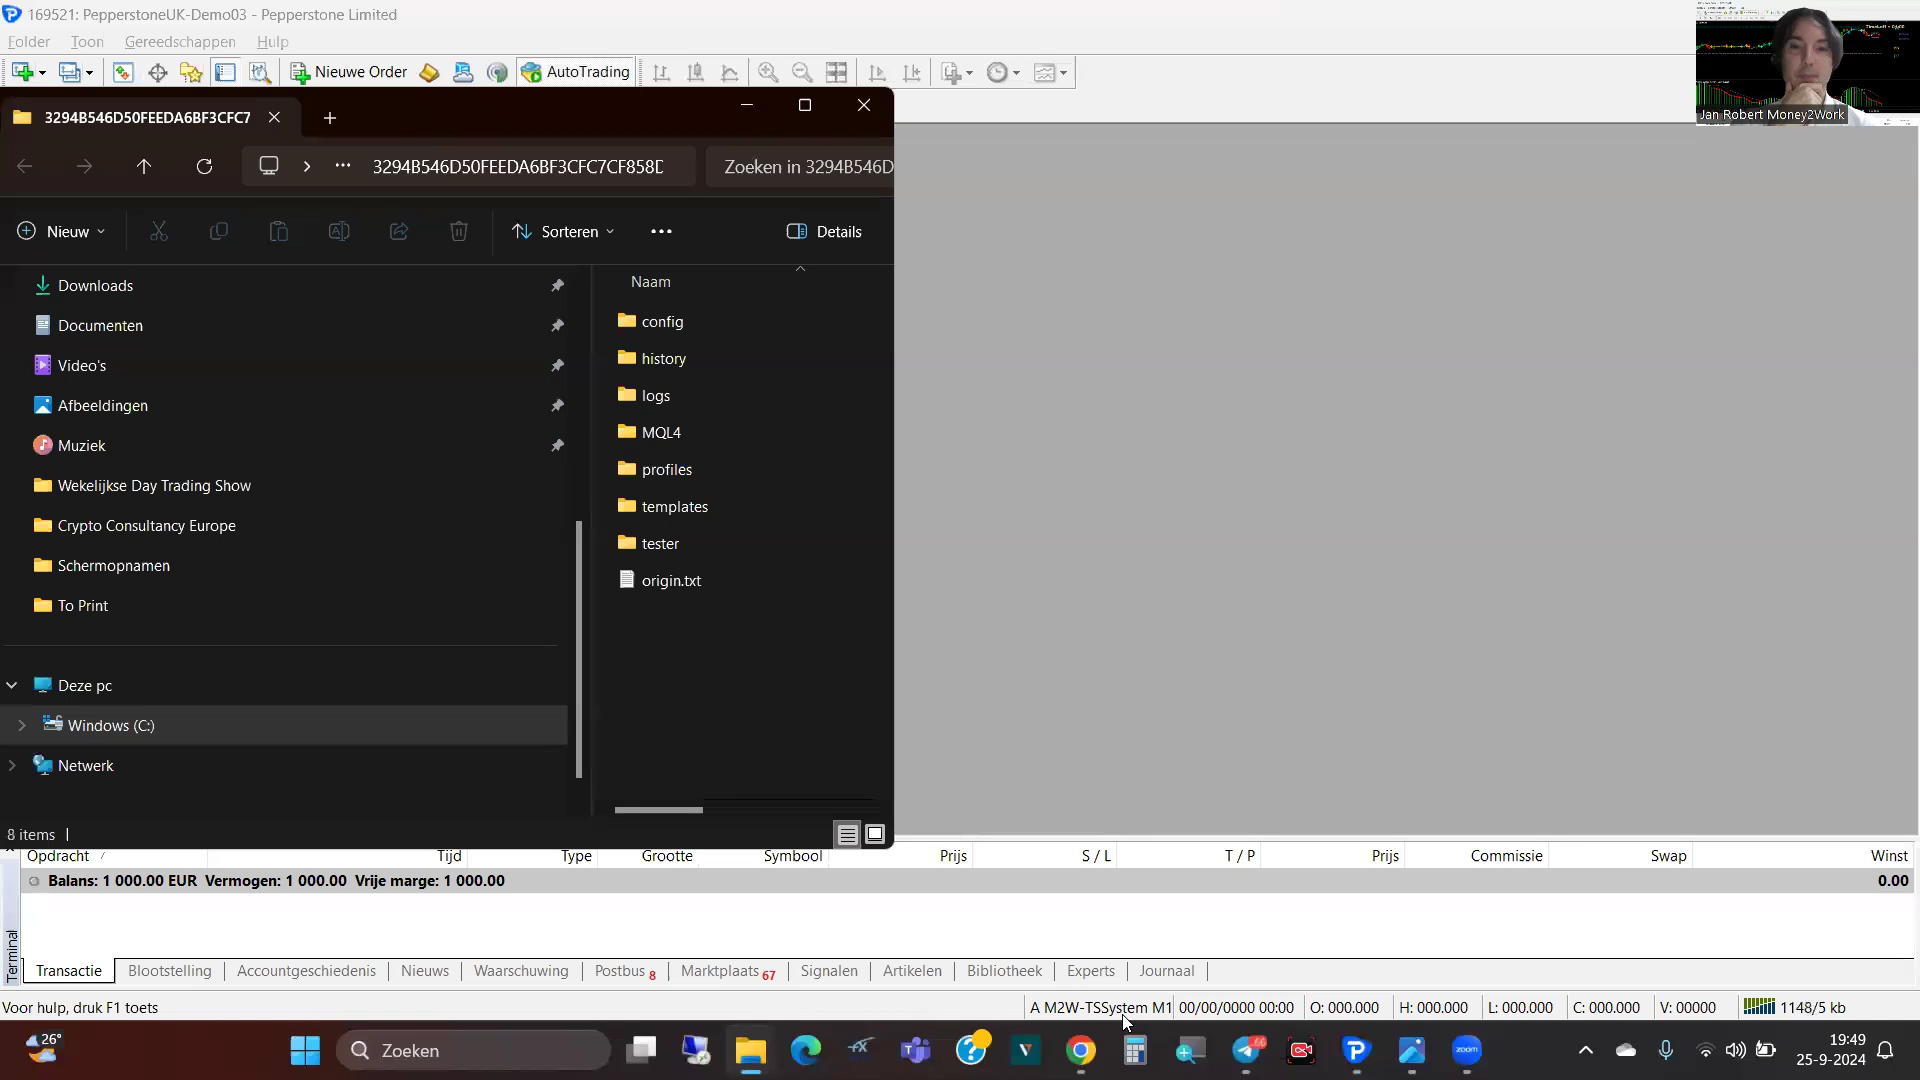 169521: PepperstoneUK-Demo03 - Pepperstone Limited
Folder Toon Gereedschappen Hulp
Nieuwe Order AutoTrading
Jan Robert Money2Work
3294B546D50FEEDA6BF3CFC7
3294B546D50FEEDA6BF3CFC7CF858D Zoeken in 3294B546D
Nieuw Sorteren Details
Downloads
Documenten
Video's
Afbeeldingen
Muziek
Wekelijkse Day Trading Show
Crypto Consultancy Europe
Schermopnamen
To Print
Deze pc
Windows (C:)
Netwerk
Naam
config
history
logs
MQL4
profiles
templates
tester
origin.txt
8 items
Opdracht / Tijd Type Grootte Symbool Prijs S / L T / P Prijs Commissie Swap Winst
Balans: 1 000.00 EUR Vermogen: 1 000.00 Vrije marge: 1 000.00 0.00
Terminal
Transactie Blootstelling Accountgeschiedenis Nieuws Waarschuwing Postbus 8 Marktplaats 67 Signalen Artikelen Bibliotheek Experts Journal
Voor hulp, druk F1 toets A M2W-TSSystem M1 00/00/0000 00:00 O: 000.000 H: 000.000 L: 000.000 C: 000.000 V: 00000 1148/5 kb
26° Zoeken zoom 19:49
25-9-2024